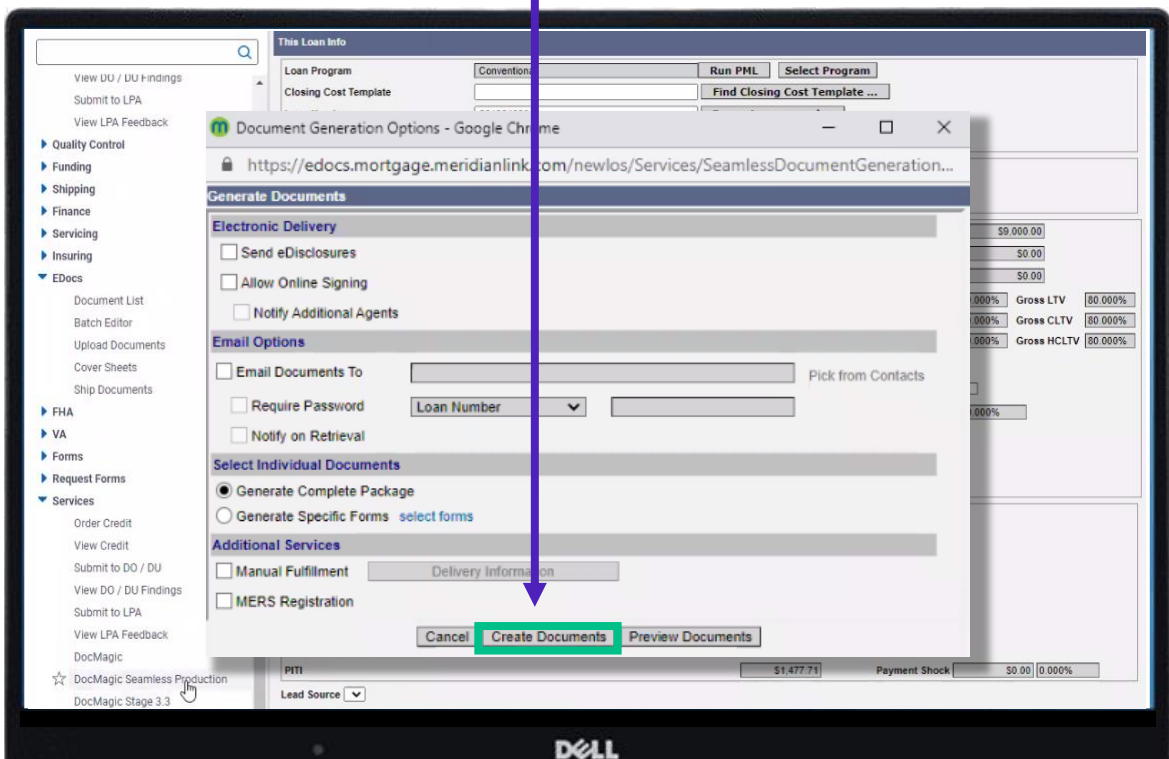 This Loan Info
View DO / DU Findings
Submit to LPA
View LPA Feedback
Quality Control
Funding
Shipping
Finance
Servicing
Insuring
EDocs
Document List
Batch Editor
Upload Documents
Cover Sheets
Ship Documents
FHA
VA
Forms
Request Forms
Services
Order Credit
View Credit
Submit to DO / DU
View DO / DU Findings
Submit to LPA
View LPA Feedback
DocMagic
DocMagic Seamless Production
DocMagic Stage 3.3
Loan Program Conventional Run PML Select Program
Closing Cost Template Find Closing Cost Template ...
Document Generation Options - Google Chrome
https://edocs.mortgage.meridianlink.com/newlos/Services/SeamlessDocumentGeneration...
Generate Documents
Electronic Delivery
Send eDisclosures
Allow Online Signing
Notify Additional Agents
Email Options
Email Documents To Pick from Contacts
Require Password Loan Number
Notify on Retrieval
Select Individual Documents
Generate Complete Package
Generate Specific Forms select forms
Additional Services
Manual Fulfillment Delivery Information
MERS Registration
Cancel Create Documents Preview Documents
$9,000.00
$0.00
$0.00
.000% Gross LTV 80.000%
.000% Gross CLTV 80.000%
.000% Gross HCLTV 80.000%
.000%
PITI $1,477.71 Payment Shock $0.00 0.000%
Lead Source
DELL